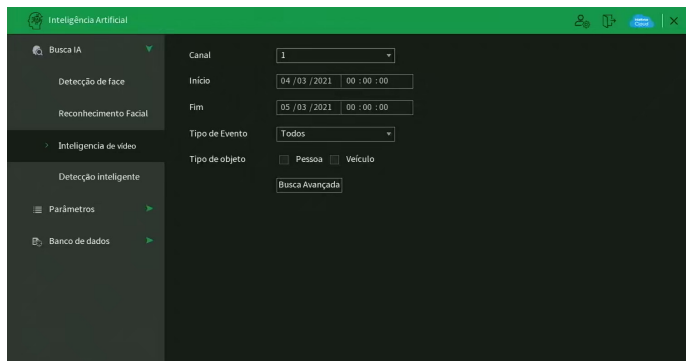 Inteligência Artificial
Busca IA
Detecção de face
Reconhecimento Facial
Inteligencia de vídeo
Detecção inteligente
Parâmetros
Banco de dados
Canal 1
Início 04 /03 /2021 00 : 00 : 00
Fim 05 /03 /2021 00 : 00 : 00
Tipo de Evento Todos
Tipo de objeto Pessoa Veículo
Busca Avançada